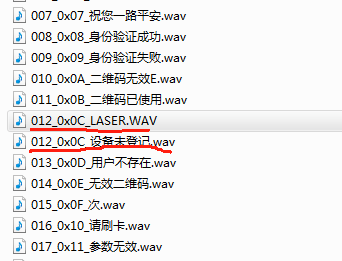 007_0x07_祝您一路平安.wav
008_0x08_身份验证成功.wav
009_0x09_身份验证失败.wav
010_0x0A_二维码无效E.wav
011_0x0B_二维码已使用.wav
012_0x0C_LASER.WAV
012_0x0C_设备未登记.wav
013_0x0D_用户不存在.wav
014_0x0E_无效二维码.wav
015_0x0F_次.wav
016_0x10_请刷卡.wav
017_0x11_参数无效.wav